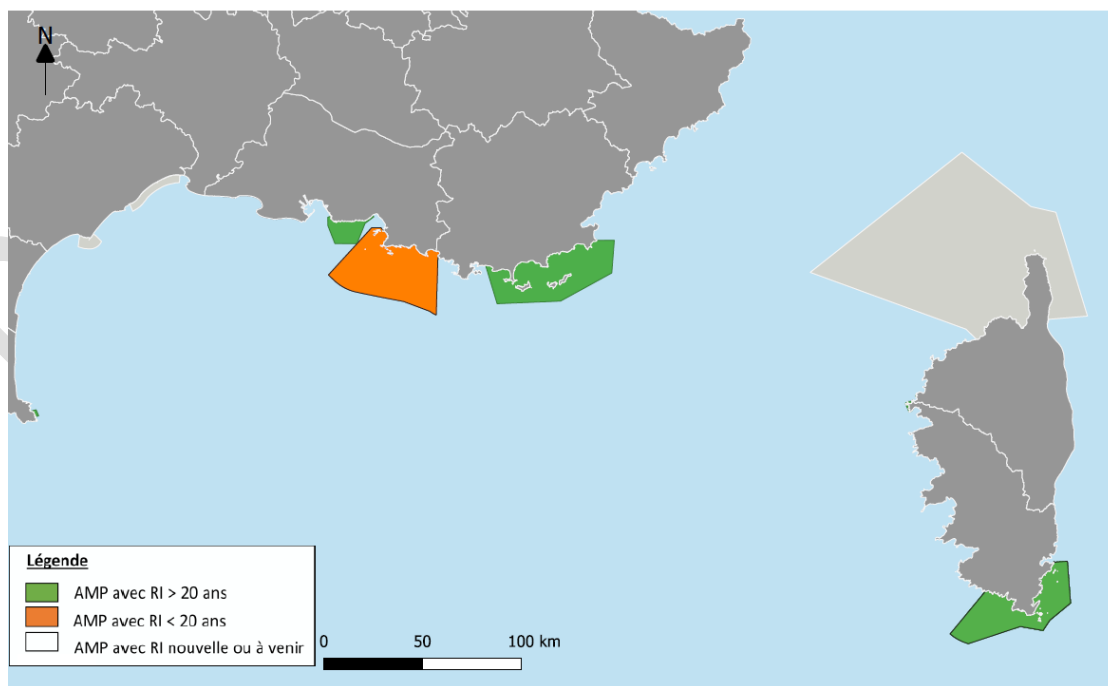 N
Légende
AMP avec RI > 20 ans
AMP avec RI < 20 ans
AMP avec RI nouvelle ou à venir
0 50 100 km